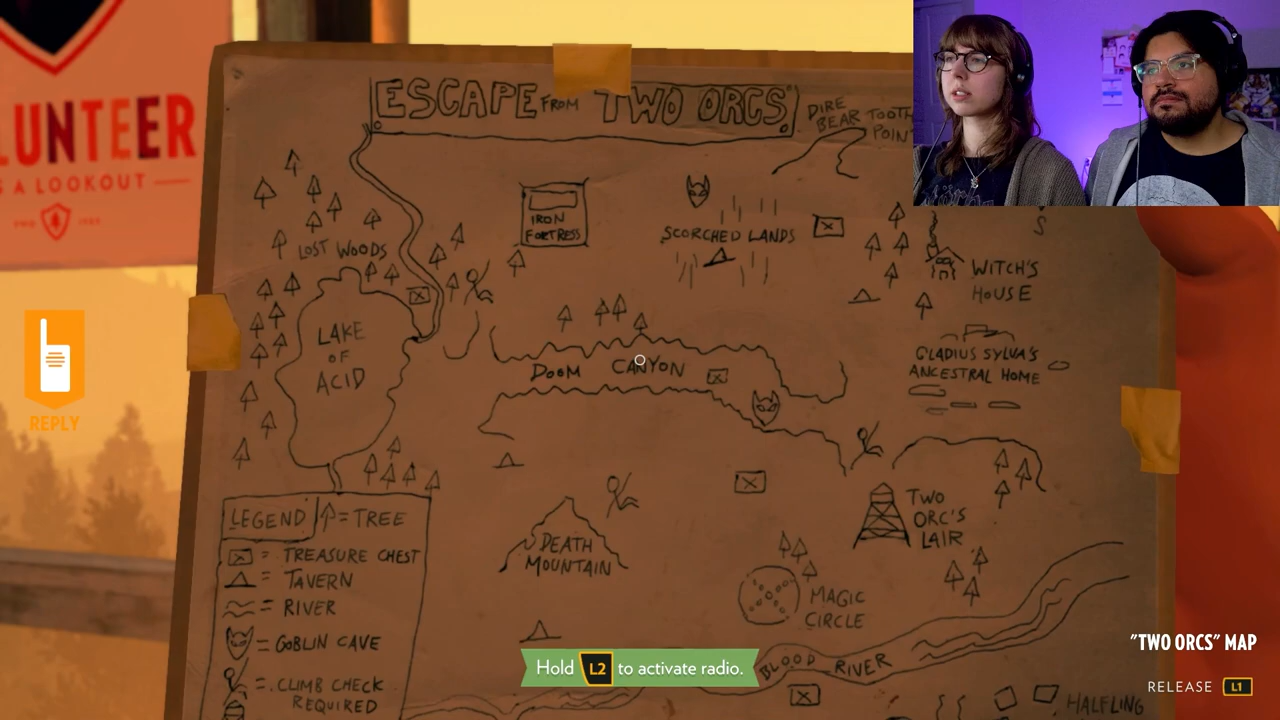 ESCAPE FROM TWO ORCS
DIRE
BEAR TOOTH
POINT
LUNTEER
S A LOOKOUT
LOST WOODS
IRON
FORTRESS
SCORCHED LANDS
WITCH'S
HOUSE
LAKE
OF
ACID
DOOM CANYON
GLADIUS SYLVA'S
ANCESTRAL HOME
REPLY
TWO
ORC'S
LAIR
DEATH
MOUNTAIN
MAGIC
CIRCLE
LEGEND
= TREE
= TREASURE CHEST
= TAVERN
= RIVER
= GOBLIN CAVE
= CLIMB CHECK
REQUIRED
BLOOD RIVER
HALFLING
Hold L2 to activate radio.
"TWO ORCS" MAP
RELEASE L1